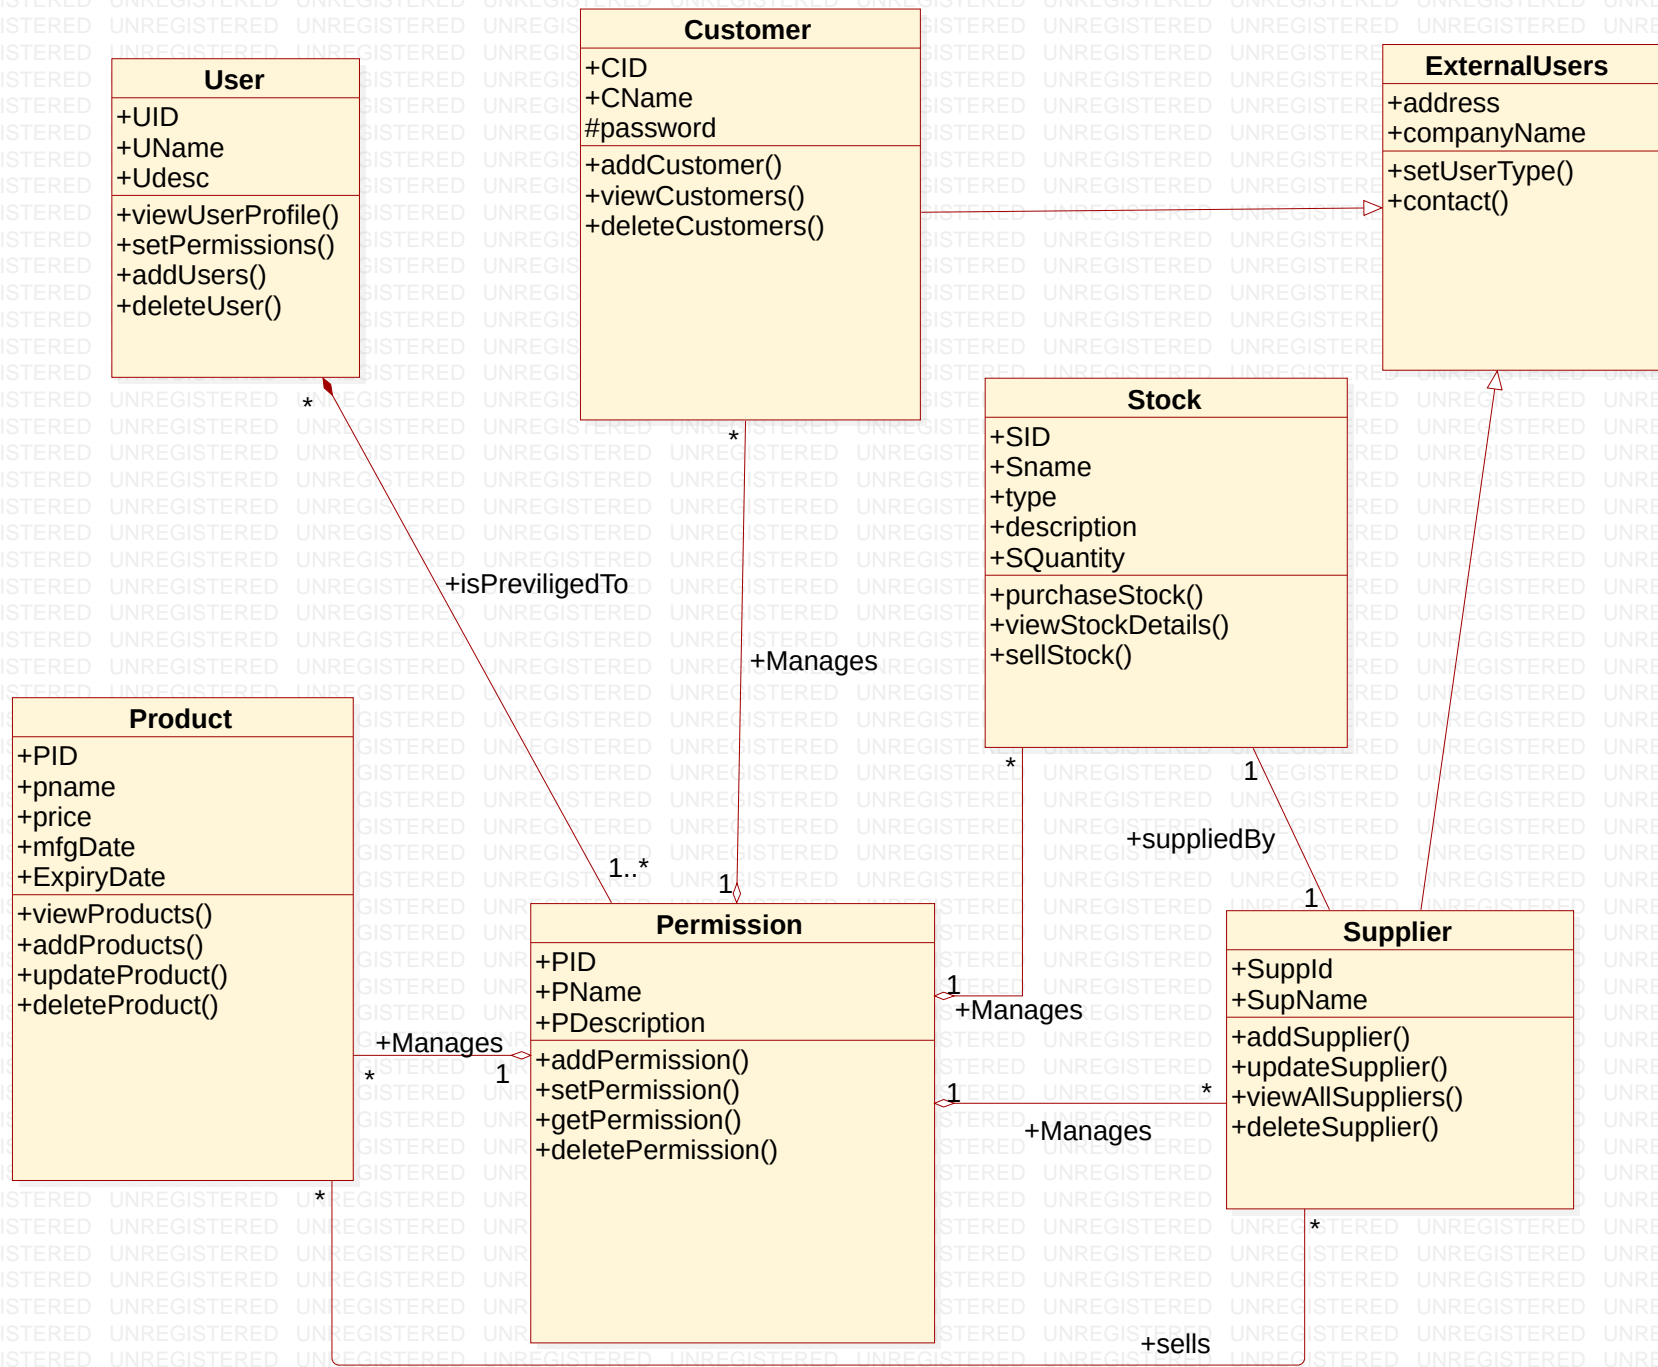 User
+UID
+UName
+Udesc
+viewUserProfile()
+setPermissions()
+addUsers()
+deleteUser()
Customer
+CID
+CName
#password
+addCustomer()
+viewCustomers()
+deleteCustomers()
ExternalUsers
+address
+companyName
+setUserType()
+contact()
Stock
+SID
+Sname
+type
+description
+SQuantity
+purchaseStock()
+viewStockDetails()
+sellStock()
*
*
+isPreviligedTo
+Manages
1..*
1
*
1
+suppliedBy
1
Product
+PID
+pname
+price
+mfgDate
+ExpiryDate
+viewProducts()
+addProducts()
+updateProduct()
+deleteProduct()
+Manages
*
1
Permission
+PID
+PName
+PDescription
+addPermission()
+setPermission()
+getPermission()
+deletePermission()
1
+Manages
1
*
+Manages
Supplier
+SuppId
+SupName
+addSupplier()
+updateSupplier()
+viewAllSuppliers()
+deleteSupplier()
*
*
+sells
UNREGISTERED